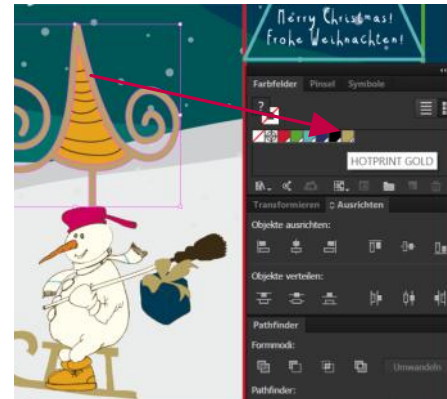 Merry Christmas!
Frohe Weihnachten!
Farbfelder Pinsel Symbole
?
HOTPRINT GOLD
Transformieren Ausrichten
Objekte ausrichten:
Objekte verteilen:
Pathfinder
Formmodi:
Umwandeln
Pathfinder: